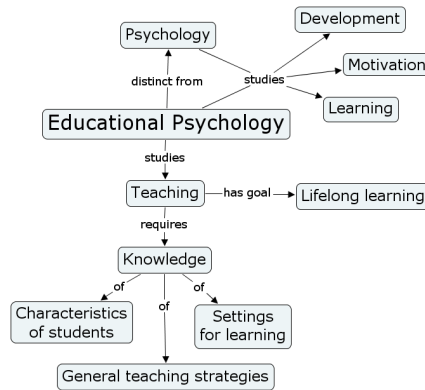 Development
Psychology
Motivation
distinct from
studies
Learning
Educational Psychology
studies
Teaching
has goal
Lifelong learning
requires
Knowledge
of
of
of
Characteristics
of students
Settings
for learning
General teaching strategies